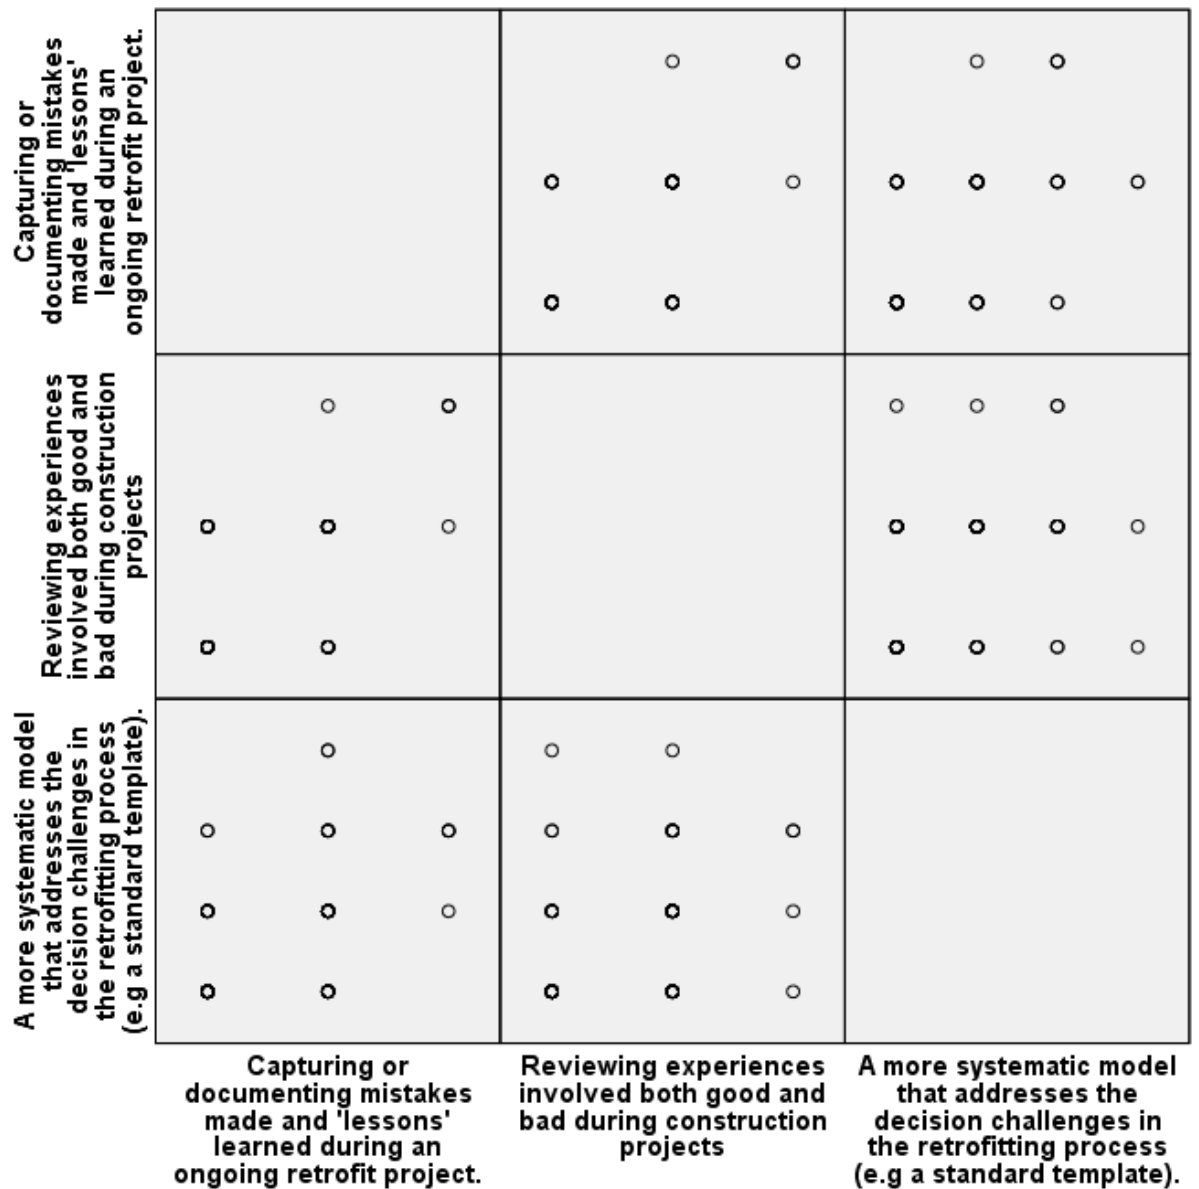 Capturing or
documenting mistakes
made and 'lessons'
learned during an
ongoing retrofit project.
Reviewing experiences
involved both good and
bad during construction
projects
A more systematic model
that addresses the
decision challenges in
the retrofitting process
(e.g a standard template).
Capturing or
documenting mistakes
made and 'lessons'
learned during an
ongoing retrofit project.
Reviewing experiences
involved both good and
bad during construction
projects
A more systematic model
that addresses the
decision challenges in
the retrofitting process
(e.g a standard template).